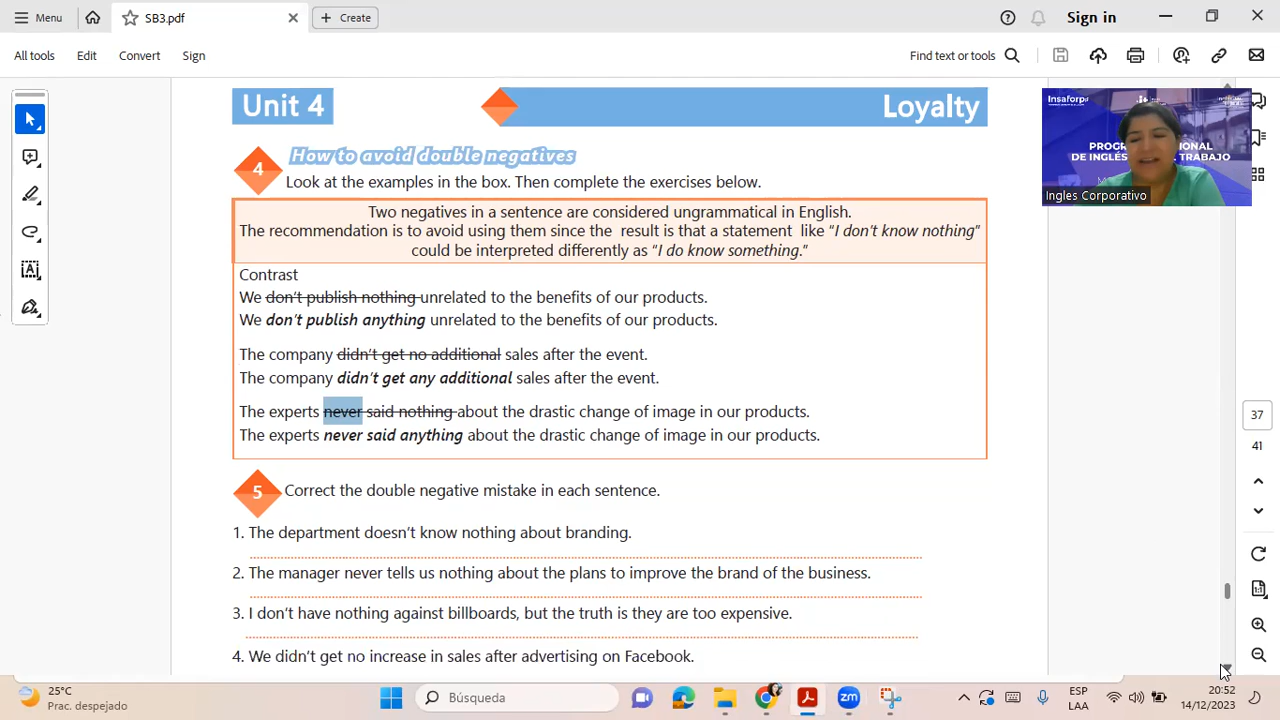 Menu
SB3.pdf
Create
Sign in
All tools
Edit
Convert
Sign
Find text or tools
Unit 4
Loyalty
4
How to avoid double negatives
Look at the examples in the box. Then complete the exercises below.
Two negatives in a sentence are considered ungrammatical in English.
The recommendation is to avoid using them since the result is that a statement like “I don't know nothing”
could be interpreted differently as “I do know something.”
Contrast
We don't publish nothing unrelated to the benefits of our products.
We don't publish anything unrelated to the benefits of our products.
The company didn't get no additional sales after the event.
The company didn't get any additional sales after the event.
The experts never said nothing about the drastic change of image in our products.
The experts never said anything about the drastic change of image in our products.
5
Correct the double negative mistake in each sentence.
1. The department doesn't know nothing about branding.
2. The manager never tells us nothing about the plans to improve the brand of the business.
3. I don't have nothing against billboards, but the truth is they are too expensive.
4. We didn't get no increase in sales after advertising on Facebook.
Insaforp
Ingles Corporativo
37
41
25°C
Prac. despejado
Búsqueda
zm
ESP
LAA
20:52
14/12/2023